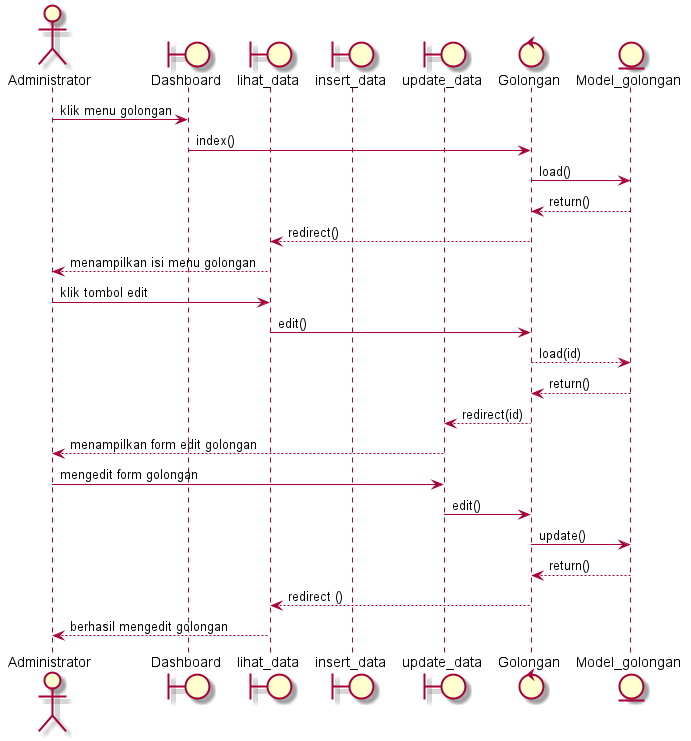 Administrator Dashboard lihat_data insert_data update_data Golongan Model_golongan
klik menu golongan
index()
load()
return()
redirect()
menampilkan isi menu golongan
klik tombol edit
edit()
load(id)
return()
redirect(id)
menampilkan form edit golongan
mengedit form golongan
edit()
update()
return()
redirect ()
berhasil mengedit golongan
Administrator Dashboard lihat_data insert_data update_data Golongan Model_golongan